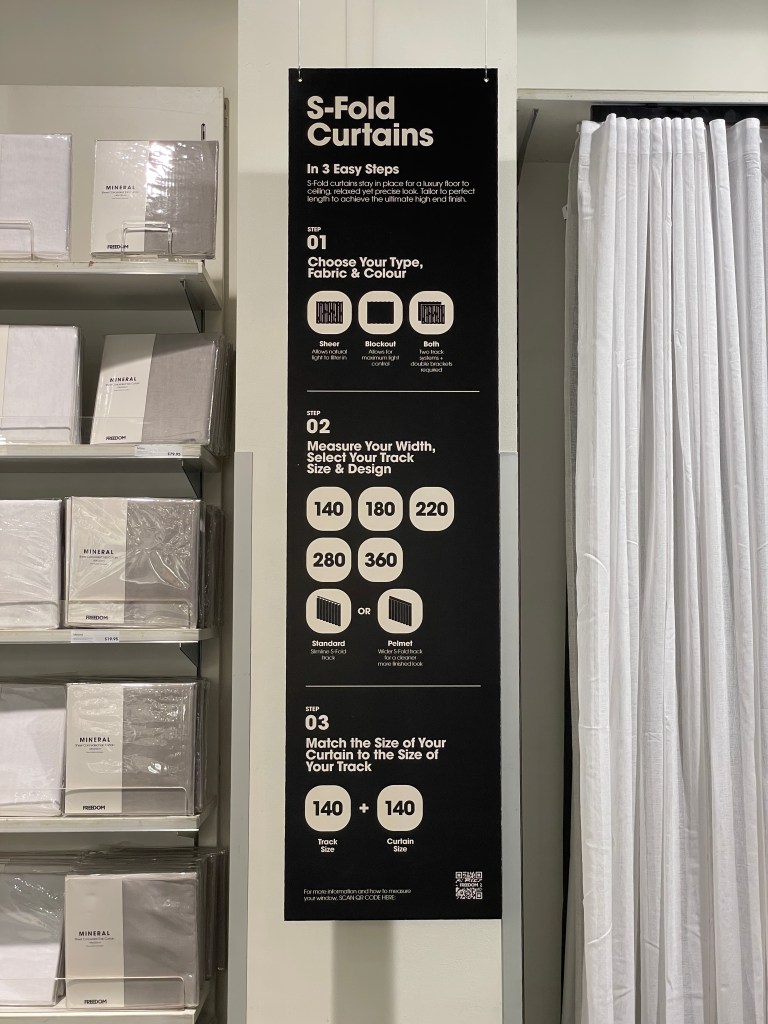 S-Fold
Curtains
In 3 Easy Steps
S-Fold curtains stay in place for a luxury floor to
ceiling, relaxed yet precise look. Tailor to perfect
length to achieve the ultimate high end finish.
STEP
01
Choose Your Type,
Fabric & Colour
Sheer
Allows natural
light to filter in
Blockout
Allows for
maximum light
control
Both
Two track
systems +
double brackets
required
STEP
02
Measure Your Width,
Select Your Track
Size & Design
140 180 220
280 360
OR
Standard
Slimline S-Fold
track
Pelmet
Wider S-Fold track
for a cleaner
more finished look
STEP
03
Match the Size of Your
Curtain to the Size of
Your Track
140 + 140
Track
Size
Curtain
Size
For more information and how to measure
your window, SCAN QR CODE HERE:
FREEDOM
MINERAL
FREEDOM
MINERAL
FREEDOM
MINERAL
FREEDOM
$19.95
MINERAL
FREEDOM
MINERAL
FREEDOM